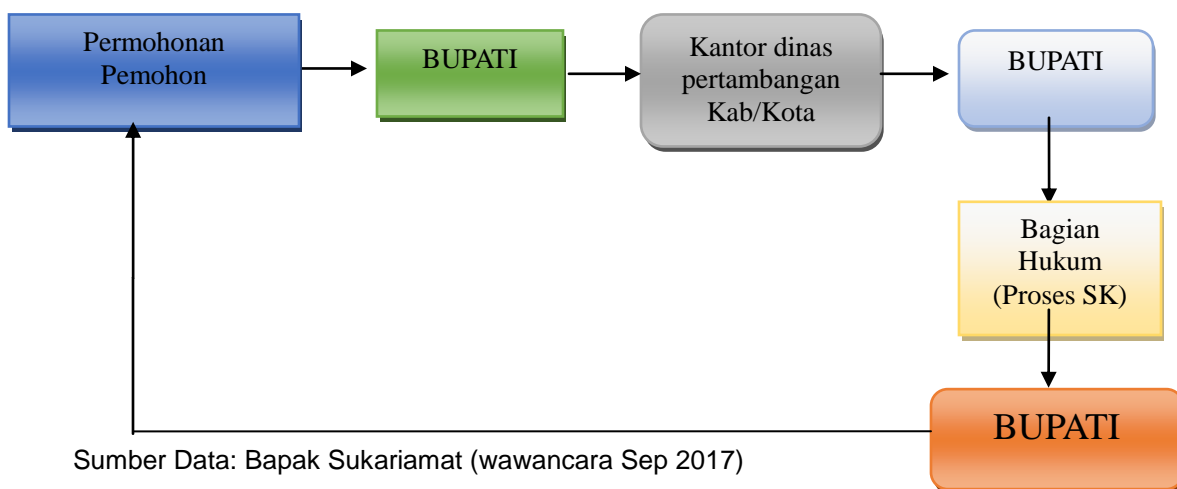 Permohonan
Pemohon
BUPATI
Kantor dinas
pertambangan
Kab/Kota
BUPATI
Bagian
Hukum
(Proses SK)
BUPATI
Sumber Data: Bapak Sukariamat (wawancara Sep 2017)